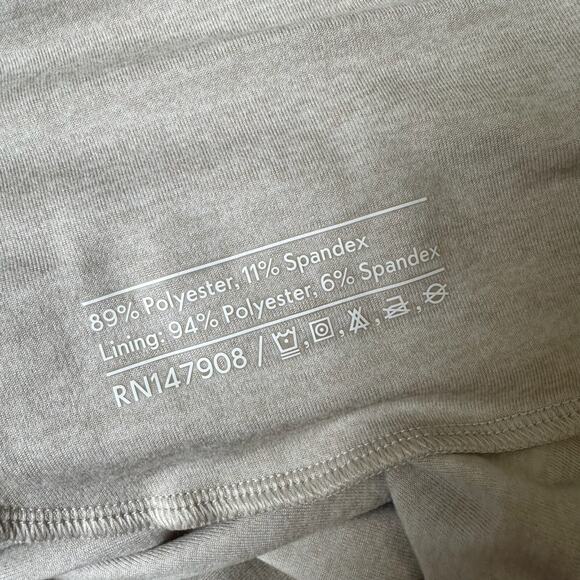 89% Polyester, 11% Spandex
Lining: 94% Polyester, 6% Spandex
RN147908 /